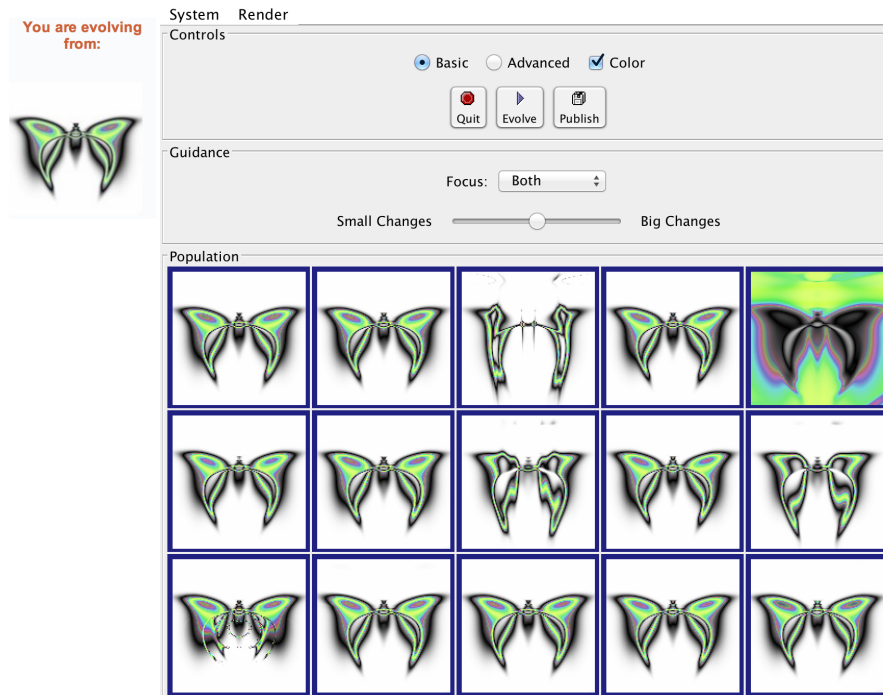 You are evolving
from:
System Render
Controls
Basic Advanced Color
Quit Evolve Publish
Guidance
Focus: Both
Small Changes Big Changes
Population